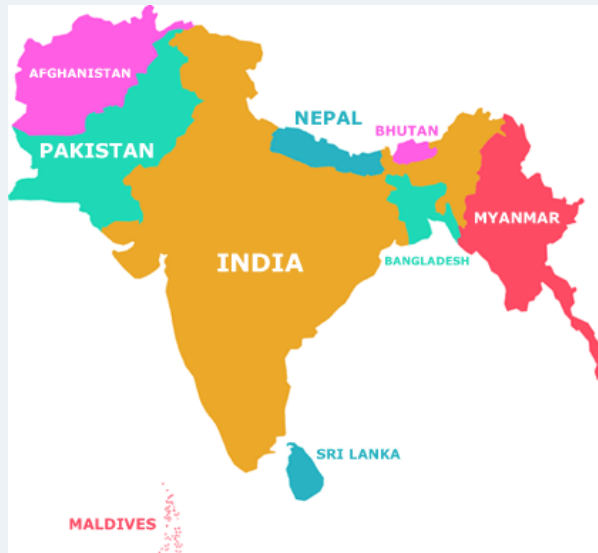 AFGHANISTAN
NEPAL
BHUTAN
PAKISTAN
MYANMAR
INDIA
BANGLADESH
SRI LANKA
MALDIVES